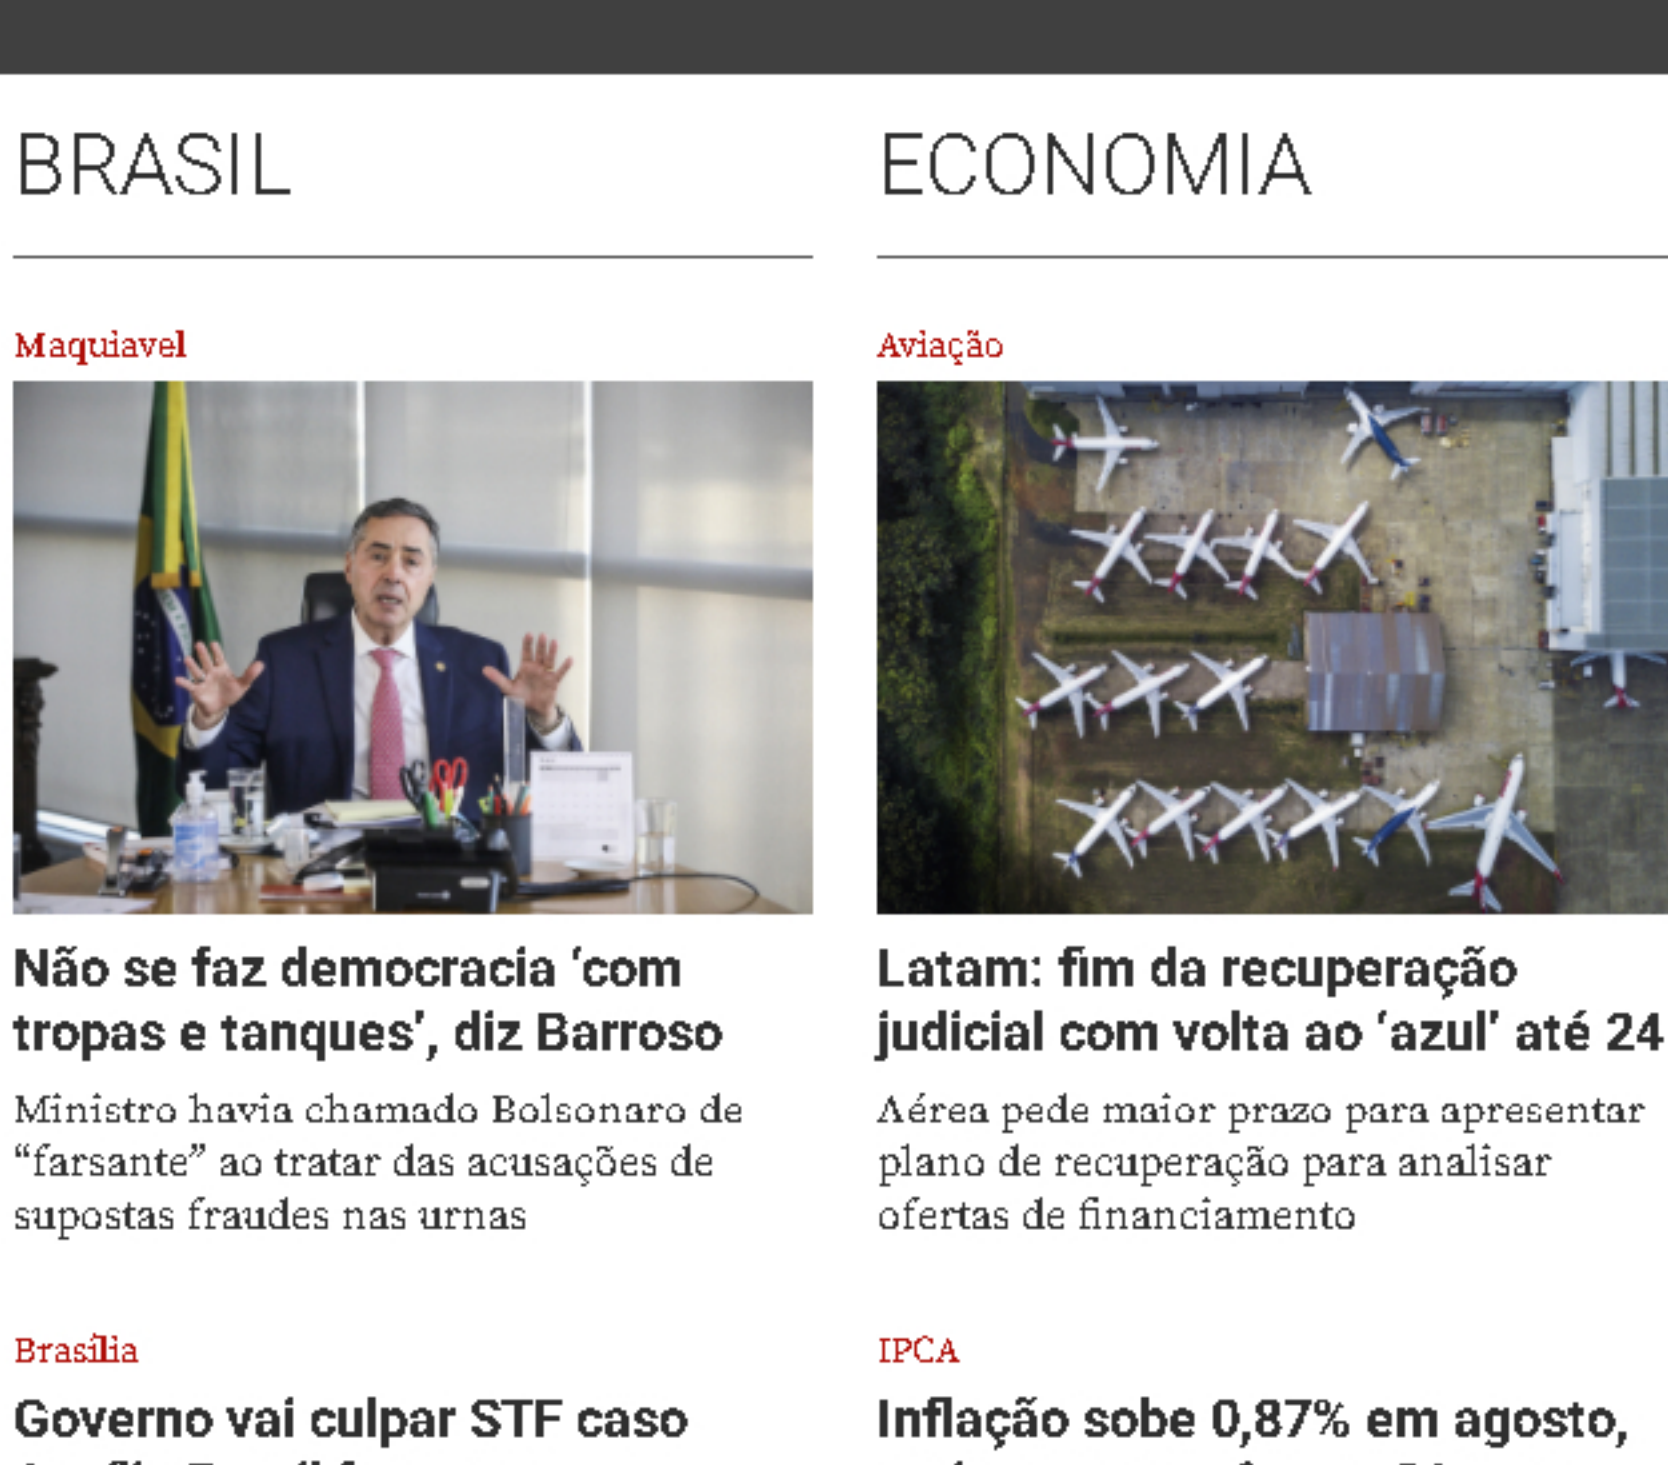 BRASIL
Maquiavel
Não se faz democracia ‘com
tropas e tanques’, diz Barroso
Ministro havia chamado Bolsonaro de
“farsante” ao tratar das acusações de
supostas fraudes nas urnas
Brasília
Governo vai culpar STF caso
ECONOMIA
Aviação
Latam: fim da recuperação
judicial com volta ao ‘azul’ até 24
Aérea pede maior prazo para apresentar
plano de recuperação para analisar
ofertas de financiamento
IPCA
Inflação sobe 0,87% em agosto,